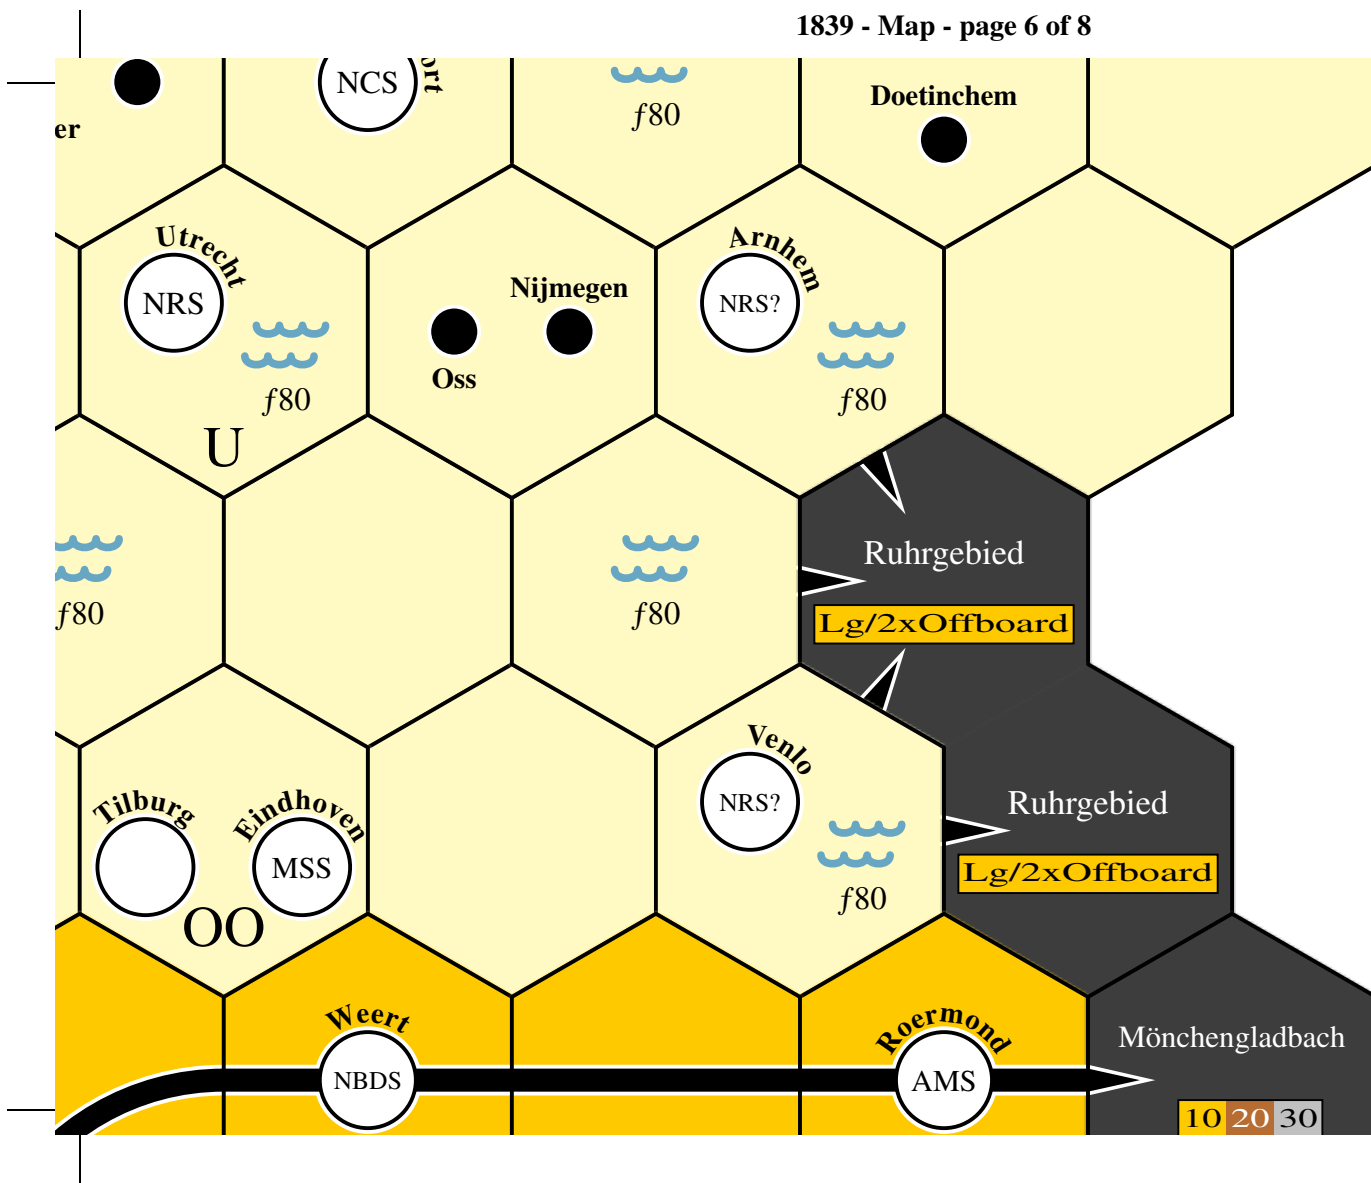 1839 - Map - page 6 of 8
NCS
ort
ƒ80
Doetinchem
er
Utrecht
NRS
ƒ80
U
Nijmegen
Oss
Arnhem
NRS?
ƒ80
ƒ80
ƒ80
Ruhrgebied
Lg/2xOffboard
Tilburg
Eindhoven
MSS
OO
Venlo
NRS?
ƒ80
Ruhrgebied
Lg/2xOffboard
Weert
NBDS
Roermond
AMS
Mönchengladbach
10 20 30